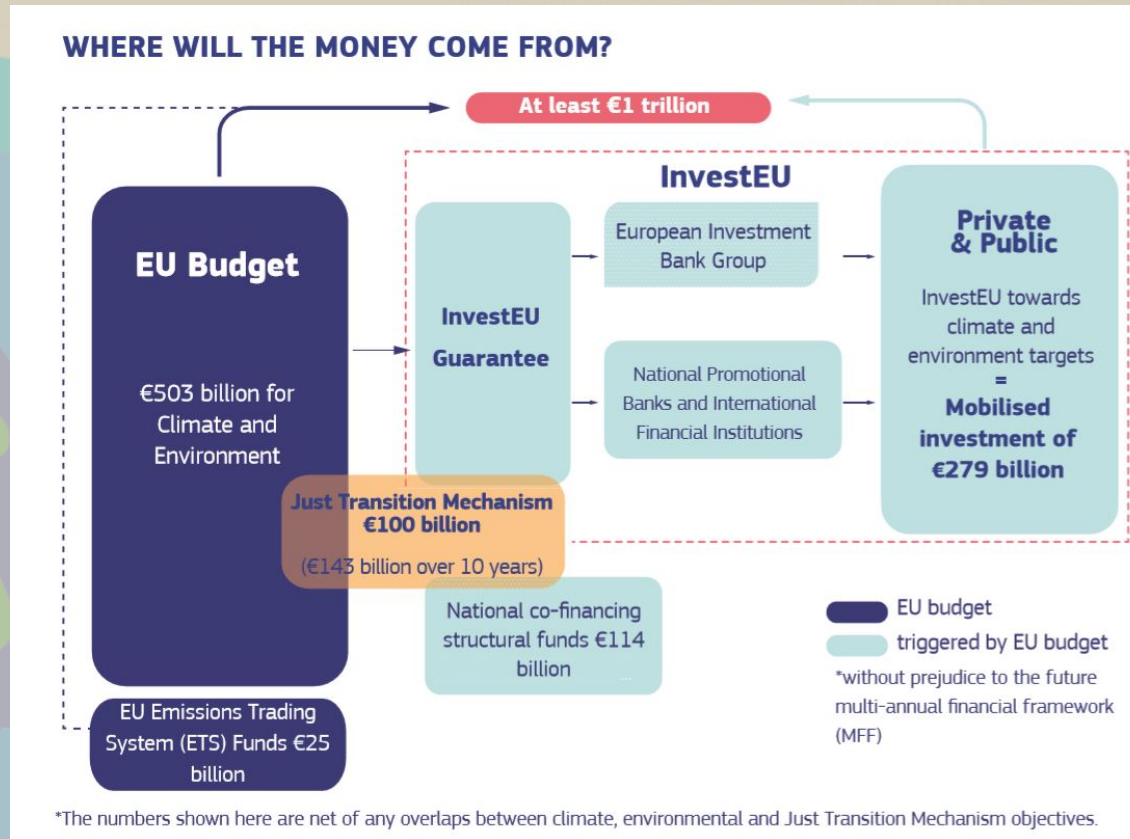 WHERE WILL THE MONEY COME FROM?
At least €1 trillion
EU Budget
€503 billion for
Climate and
Environment
InvestEU
InvestEU
Guarantee
European Investment
Bank Group
National Promotional
Banks and International
Financial Institutions
Private
& Public
InvestEU towards
climate and
environment targets
=
Mobilised
investment of
€279 billion
Just Transition Mechanism
€100 billion
(€143 billion over 10 years)
National co-financing
structural funds €114
billion
EU Emissions Trading
System (ETS) Funds €25
billion
EU budget
triggered by EU budget
*without prejudice to the future
multi-annual financial framework
(MFF)
*The numbers shown here are net of any overlaps between climate, environmental and Just Transition Mechanism objectives.